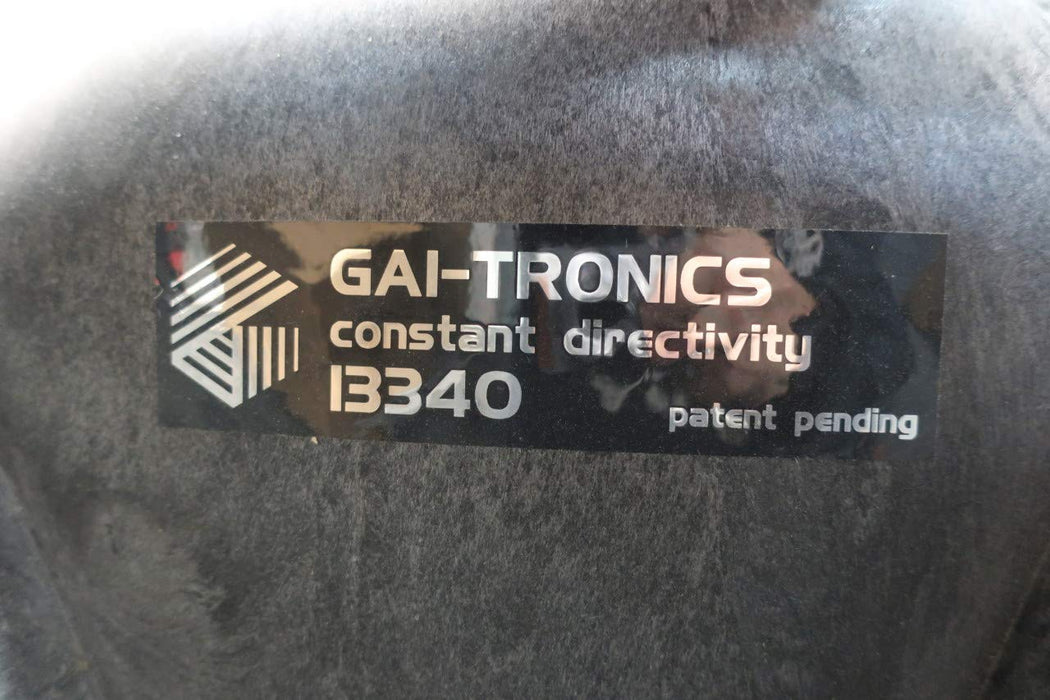 GAI-TRONICS
constant directivity
13340
patent pending